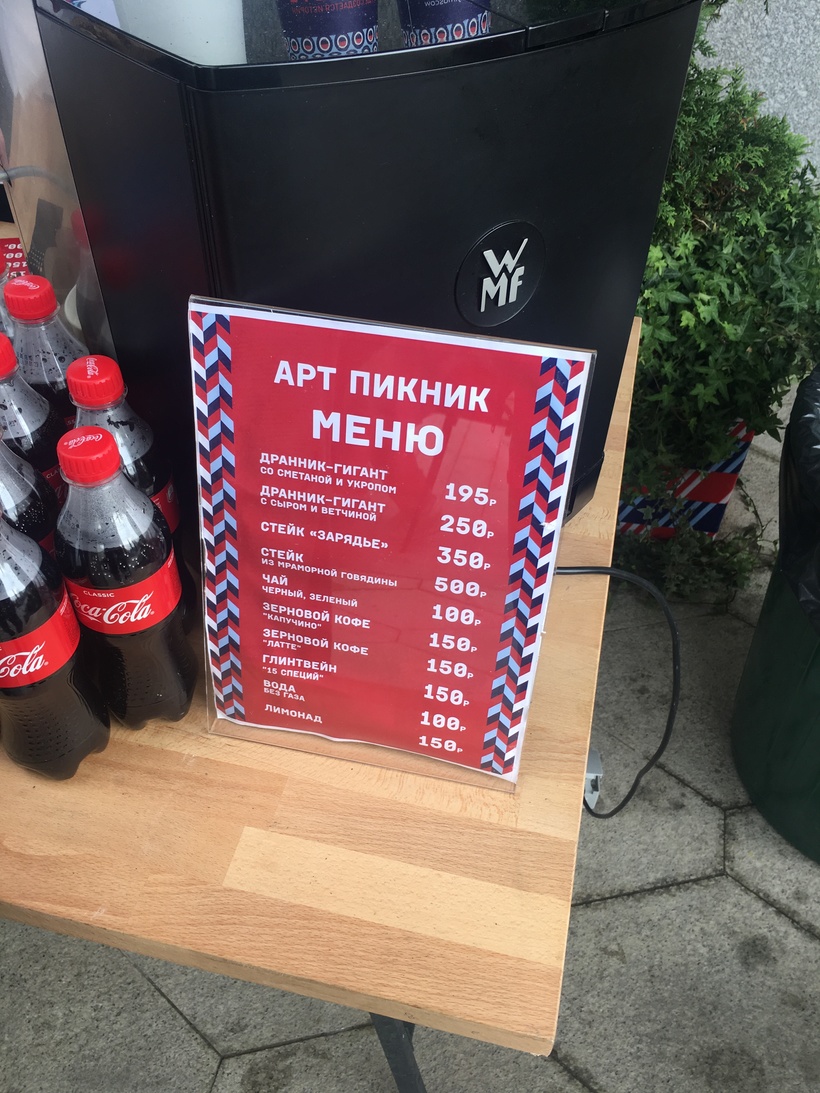 WMF
АРТ ПИКНИК
МЕНЮ
ДРАННИК-ГИГАНТ
СО СМЕТАНОЙ И УКРОПОМ
195Р
ДРАННИК-ГИГАНТ
С СЫРОМ И ВЕТЧИНОЙ
250Р
СТЕЙК «ЗАРЯДЬЕ»
350Р
СТЕЙК
ИЗ МРАМОРНОЙ ГОВЯДИНЫ
500Р
ЧАЙ
ЧЕРНЫЙ, ЗЕЛЕНЫЙ
100Р
ЗЕРНОВОЙ КОФЕ
"КАПУЧИНО"
150Р
ЗЕРНОВОЙ КОФЕ
"ЛАТТЕ"
150Р
ГЛИНТВЕЙН
"15 СПЕЦИЙ"
150Р
ВОДА
БЕЗ ГАЗА
100Р
ЛИМОНАД
150Р
CLASSIC
Coca-Cola
Coca-Cola